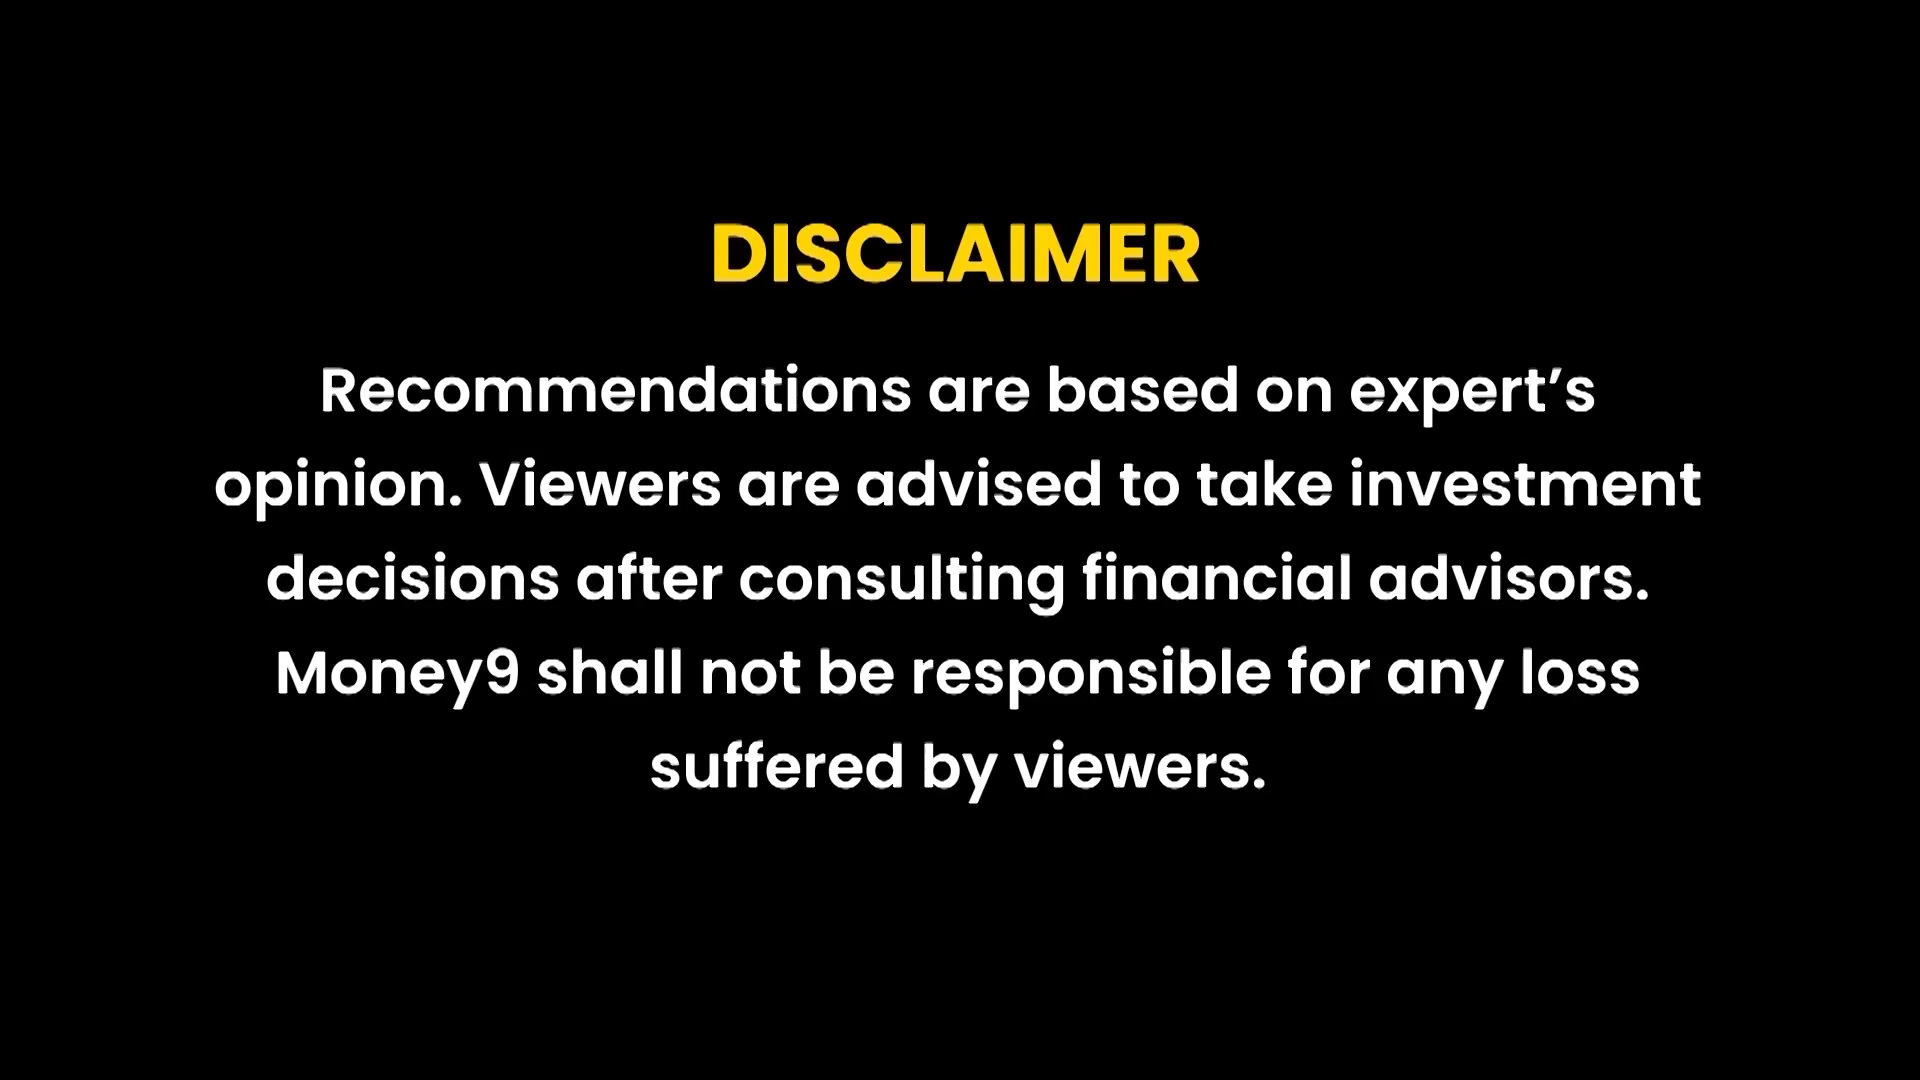 DISCLAIMER
Recommendations are based on expert’s
opinion. Viewers are advised to take investment
decisions after consulting financial advisors.
Money9 shall not be responsible for any loss
suffered by viewers.